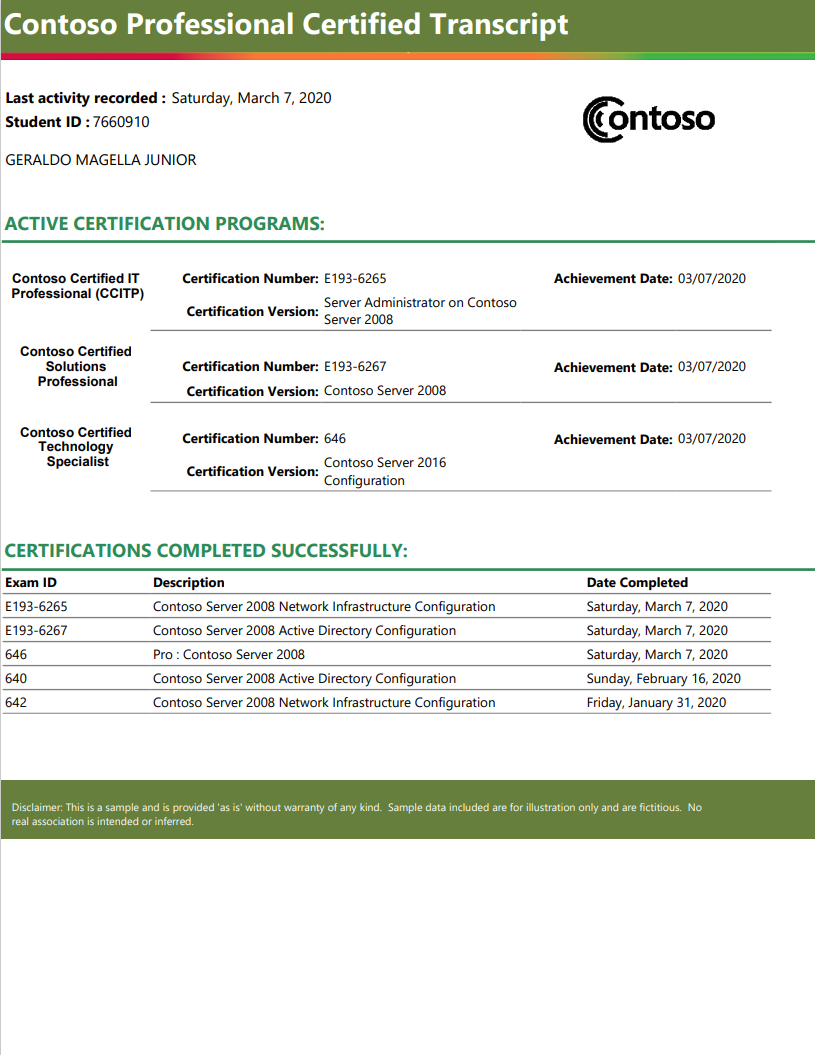 Contoso Professional Certified Transcript
Last activity recorded : Saturday, March 7, 2020
Student ID : 7660910
Contoso
GERALDO MAGELLA JUNIOR
ACTIVE CERTIFICATION PROGRAMS:
Contoso Certified IT
Professional (CCITP)
Certification Number: E193-6265
Achievement Date: 03/07/2020
Certification Version: Server Administrator on Contoso
Server 2008
Contoso Certified
Solutions
Professional
Certification Number: E193-6267
Achievement Date: 03/07/2020
Certification Version: Contoso Server 2008
Contoso Certified
Technology
Specialist
Certification Number: 646
Achievement Date: 03/07/2020
Certification Version: Contoso Server 2016
Configuration
CERTIFICATIONS COMPLETED SUCCESSFULLY:
Exam ID Description Date Completed
E193-6265 Contoso Server 2008 Network Infrastructure Configuration Saturday, March 7, 2020
E193-6267 Contoso Server 2008 Active Directory Configuration Saturday, March 7, 2020
646 Pro : Contoso Server 2008 Saturday, March 7, 2020
640 Contoso Server 2008 Active Directory Configuration Sunday, February 16, 2020
642 Contoso Server 2008 Network Infrastructure Configuration Friday, January 31, 2020
Disclaimer: This is a sample and is provided 'as is' without warranty of any kind. Sample data included are for illustration only and are fictitious. No
real association is intended or inferred.